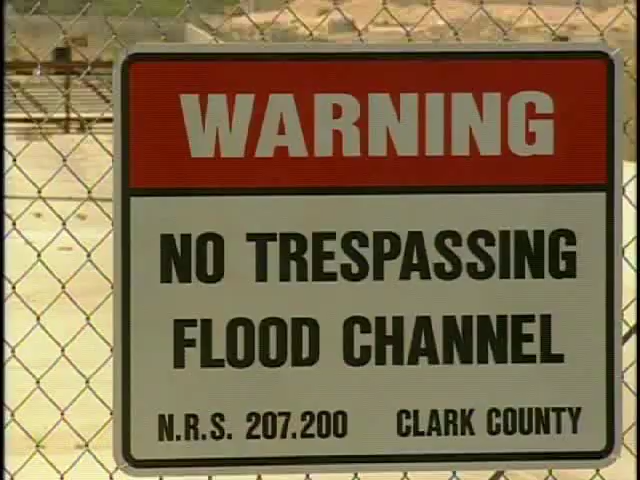 WARNING
NO TRESPASSING
FLOOD CHANNEL
N.R.S. 207.200 CLARK COUNTY